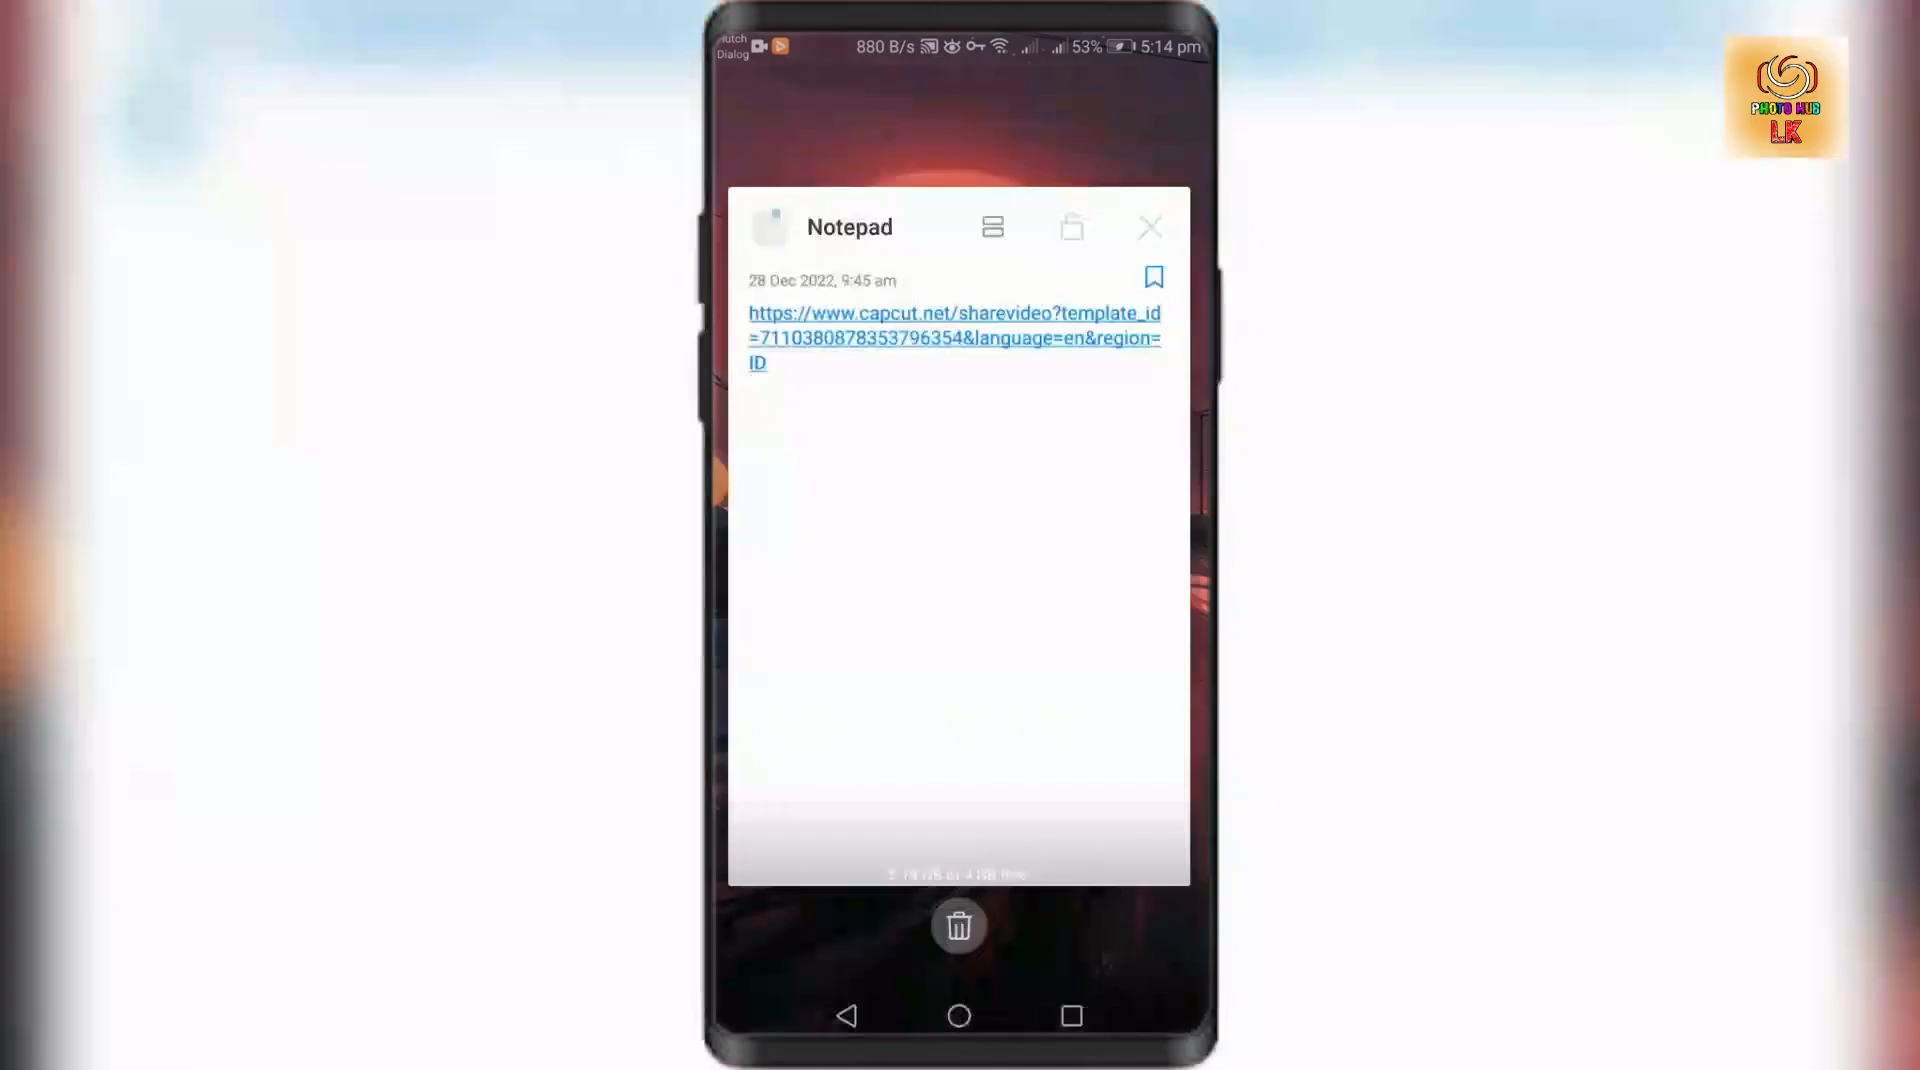 Dialog
880 B/s
53%
5:14 pm
PHOTO HUB
LK
Notepad
28 Dec 2022, 9:45 am
https://www.capcut.net/sharevideo?template_id
=7110380878353796354&language=en&region=
ID